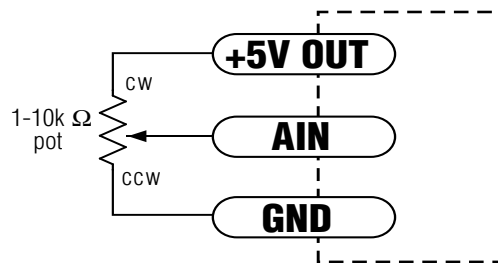 +5V OUT
CW
1-10k Ω
pot
AIN
CCW
GND